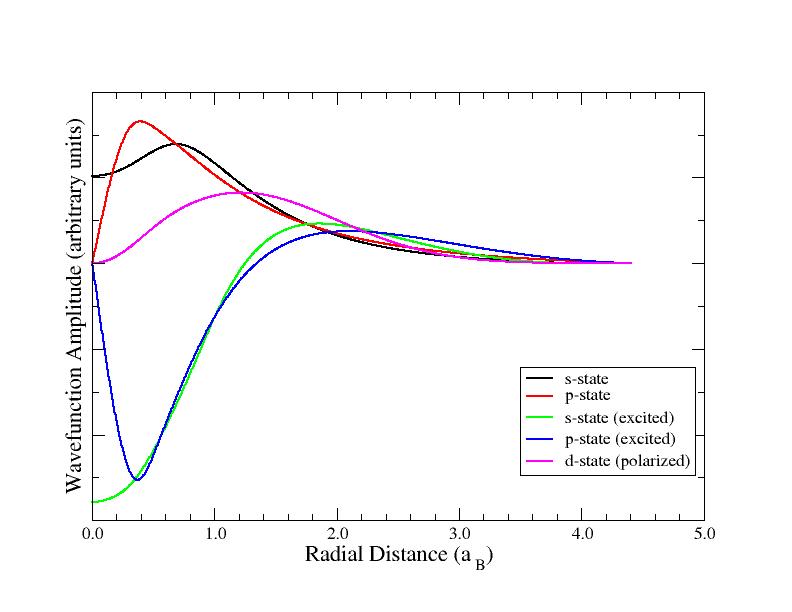 Wavefunction Amplitude (arbitrary units)
s-state
p-state
s-state (excited)
p-state (excited)
d-state (polarized)
0.0 1.0 2.0 3.0 4.0 5.0
Radial Distance (a B)